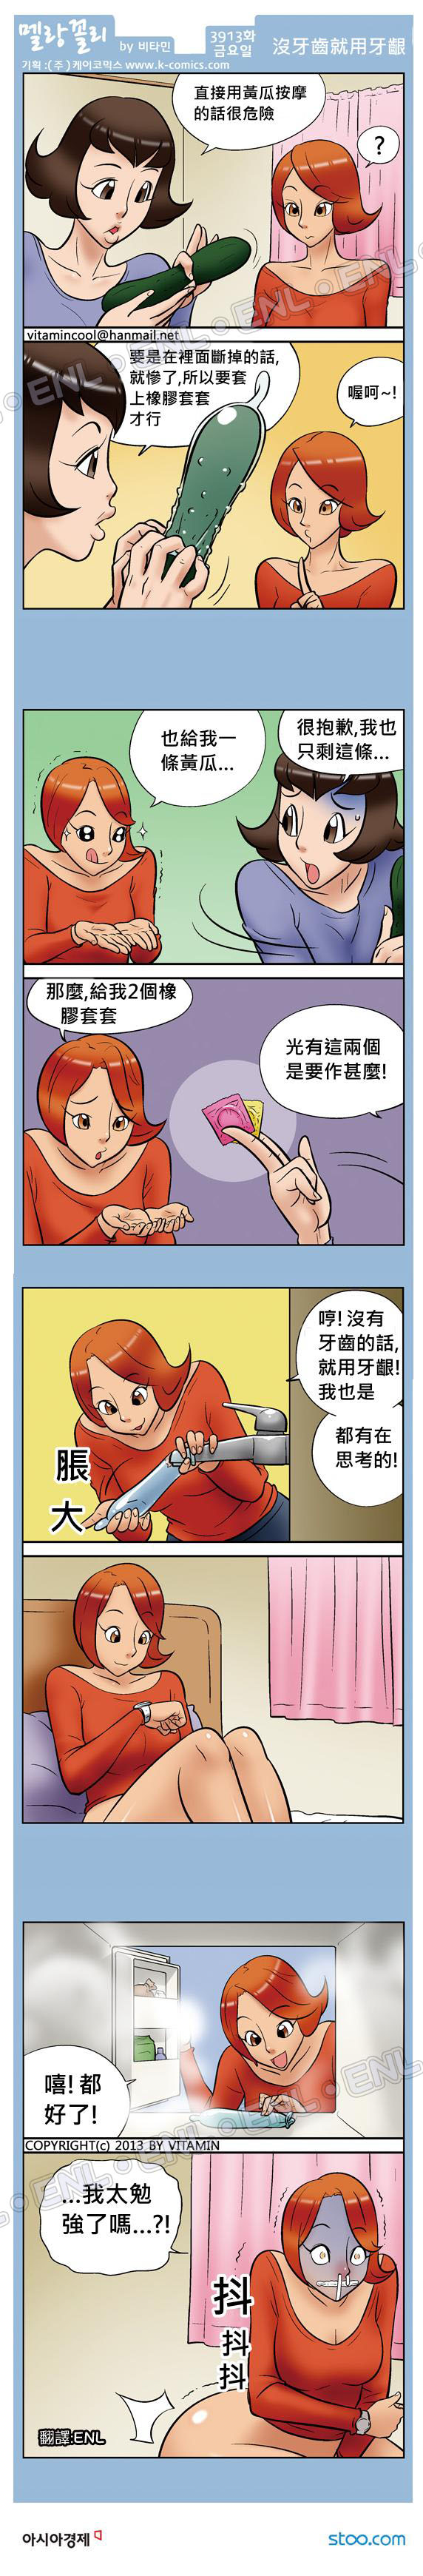 멜랑꼴리
by 비타민
3913화
금요일
沒牙齒就用牙齦
기획 :(주)케이코믹스 www.k-comics.com
直接用黃瓜按摩
的話很危險
?
ENL
ENL
ENL
vitamincool@hanmail.net
要是在裡面斷掉的話,
就慘了,所以要套
上橡膠套套
才行
喔呵~!
也給我一
條黃瓜...
很抱歉,我也
只剩這條...
那麼,給我2個橡
膠套套
光有這兩個
是要作甚麼!
哼! 沒有
牙齒的話,
就用牙齦!
我也是
都有在
思考的!
脹
大
嘻! 都
好了!
COPYRIGHT(c) 2013 BY VITAMIN
ENL
ENL
ENL
...我太勉
強了嗎...?!
抖
抖
抖
翻譯:ENL
아시아경제
stoo.com